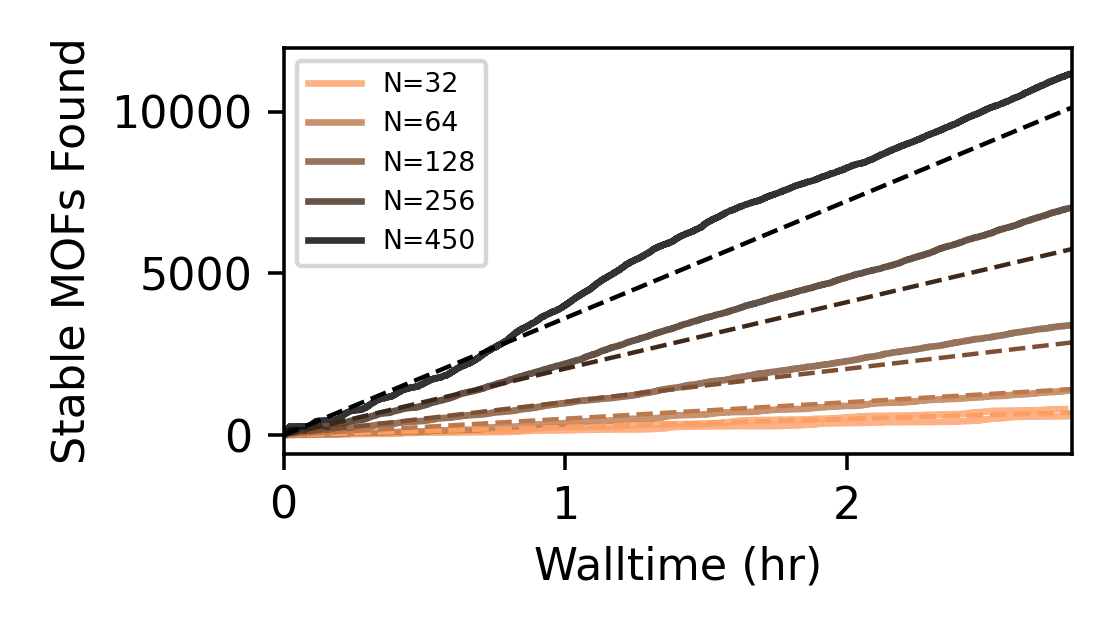 Stable MOFs Found
10000
5000
0
N=32
N=64
N=128
N=256
N=450
0
1
2
Walltime (hr)